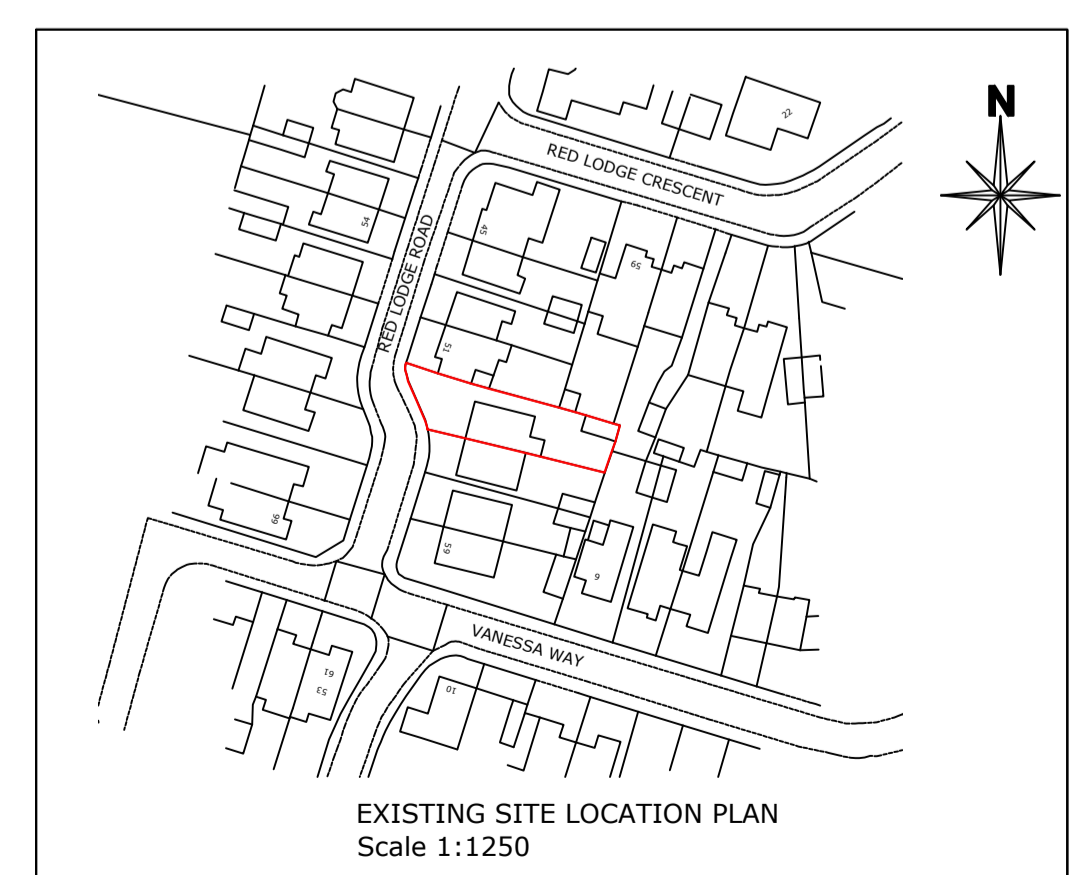 N
22
RED LODGE CRESCENT
54
RED LODGE ROAD
45
59
51
66
59
6
VANESSA WAY
61
53
10
EXISTING SITE LOCATION PLAN
Scale 1:1250